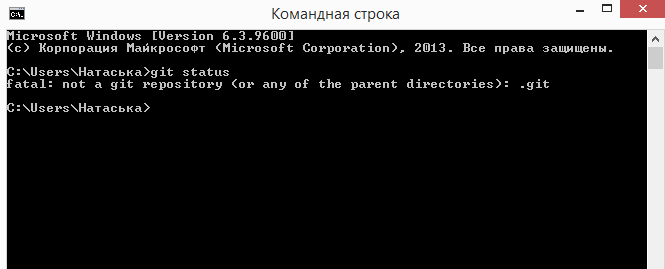 Командная строка
Microsoft Windows [Version 6.3.9600]
(c) Корпорация Майкрософт (Microsoft Corporation), 2013. Все права защищены.
C:\Users\Натаська>git status
fatal: not a git repository (or any of the parent directories): .git
C:\Users\Натаська>